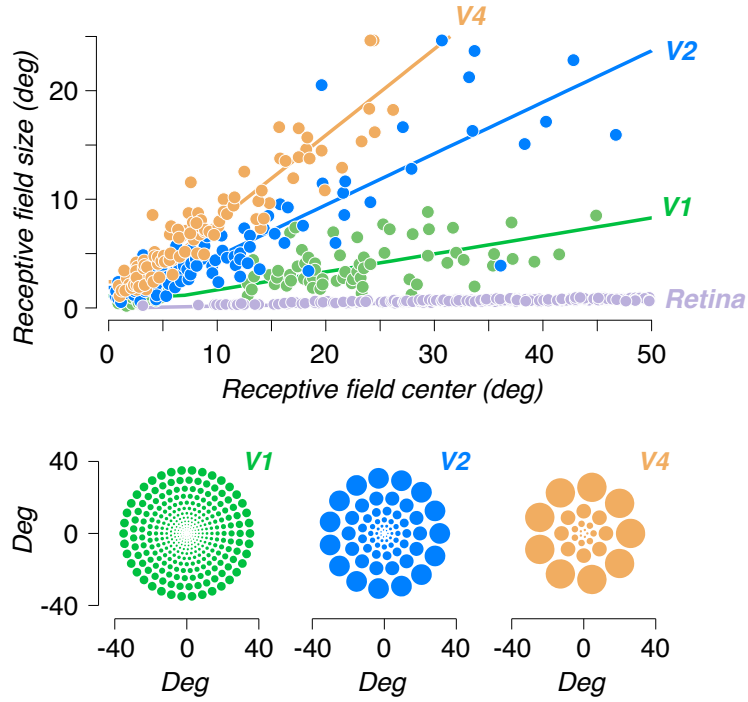 V4
V2
V1
Retina
Receptive field size (deg)
20
10
0
0 10 20 30 40 50
Receptive field center (deg)
V1 V2 V4
Deg
40
0
-40
-40 0 40 -40 0 40 -40 0 40
Deg Deg Deg